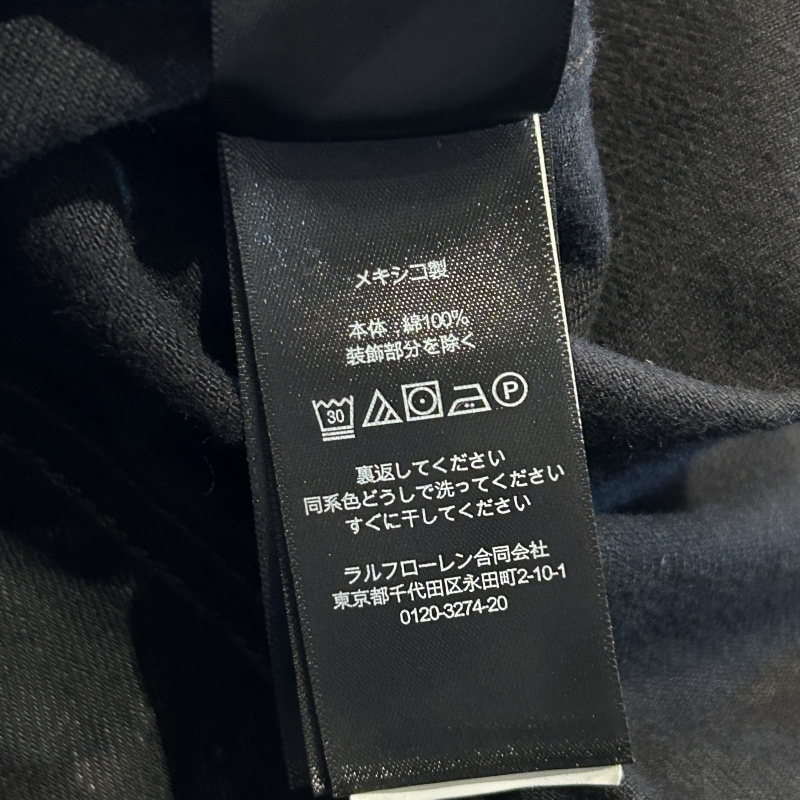 メキシコ製
本体：綿100%
装飾部分を除く
30 P
裏返してください
同系色どうしで洗ってください
すぐに干してください
ラルフローレン合同会社
東京都千代田区永田町2-10-1
0120-3274-20